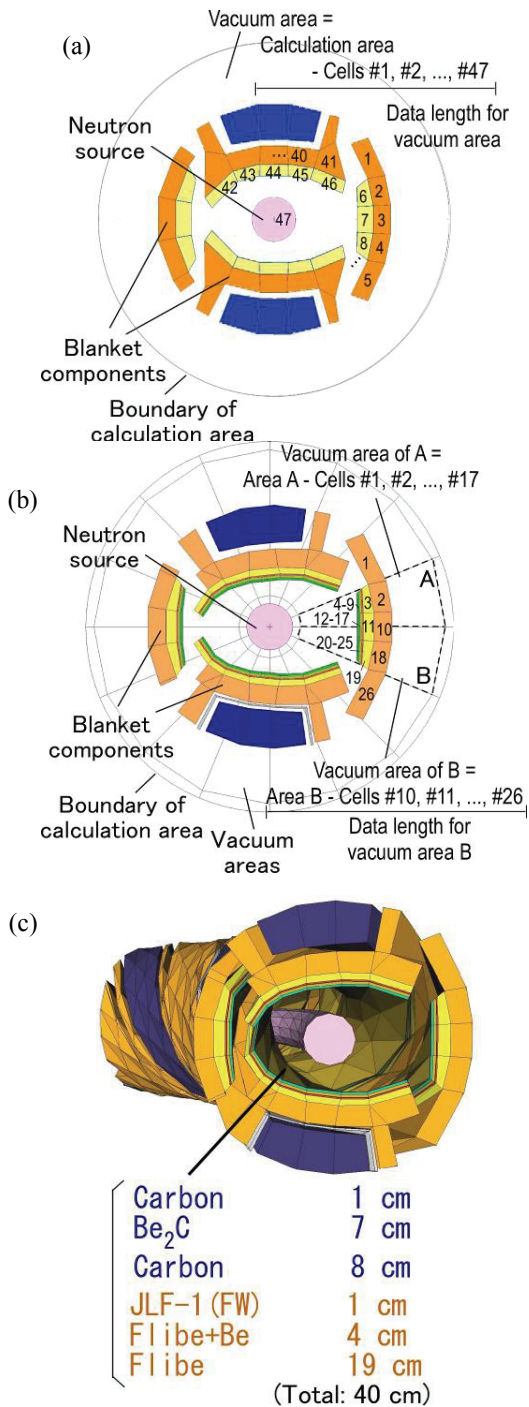 (a)
Vacuum area =
Calculation area
- Cells #1, #2, ..., #47
Data length for
vacuum area
Neutron
source
... 40
41
42
43
44
45
46
47
1
2
3
4
5
6
7
8
...
Blanket
components
Boundary of
calculation area
(b)
Vacuum area of A =
Area A - Cells #1, #2, ..., #17
Neutron
source
1
A
4-9
3
2
12-17
11
10
20-25
18
19
B
26
Blanket
components
Vacuum area of B =
Area B - Cells #10, #11, ..., #26
Boundary of
calculation area
Vacuum
areas
Data length for
vacuum area B
(c)
Carbon 1 cm
Be₂C 7 cm
Carbon 8 cm
JLF-1(FW) 1 cm
Flibe+Be 4 cm
Flibe 19 cm
(Total: 40 cm)